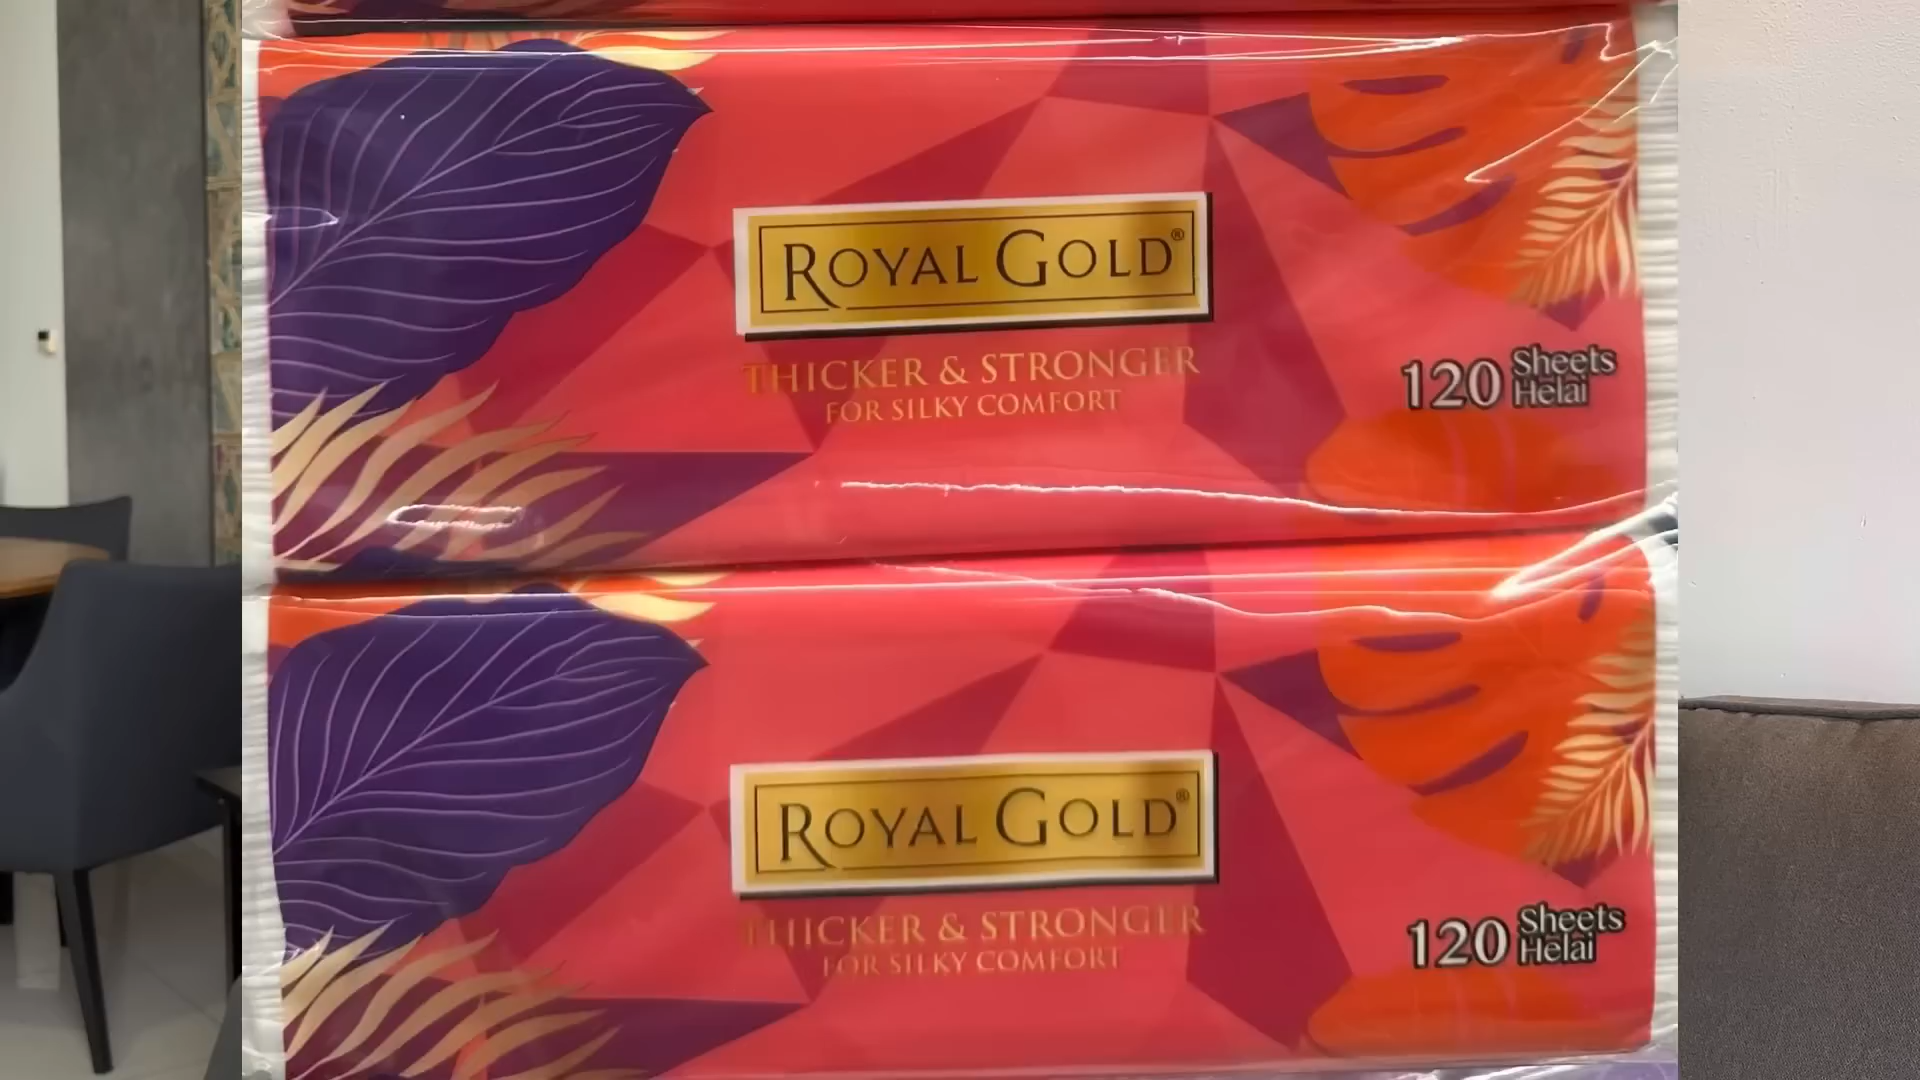 ROYAL GOLD®
THICKER & STRONGER
FOR SILKY COMFORT
120 Sheets
Helai
ROYAL GOLD®
THICKER & STRONGER
FOR SILKY COMFORT
120 Sheets
Helai